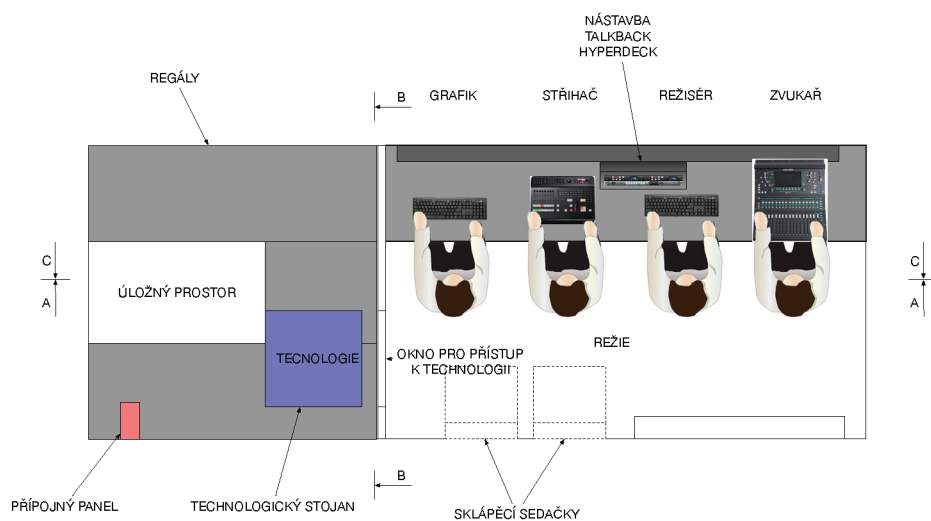 NÁSTAVBA
TALKBACK
HYPERDECK
REGÁLY
B
GRAFIK
STŘIHAČ
REŽISÉR
ZVUKAŘ
C
A
C
A
ÚLOŽNÝ PROSTOR
REŽIE
TECNOLOGIE
OKNO PRO PŘÍSTUP
K TECHNOLOGII
B
PŘÍPOJNÝ PANEL
TECHNOLOGICKÝ STOJAN
SKLÁPĚCÍ SEDAČKY